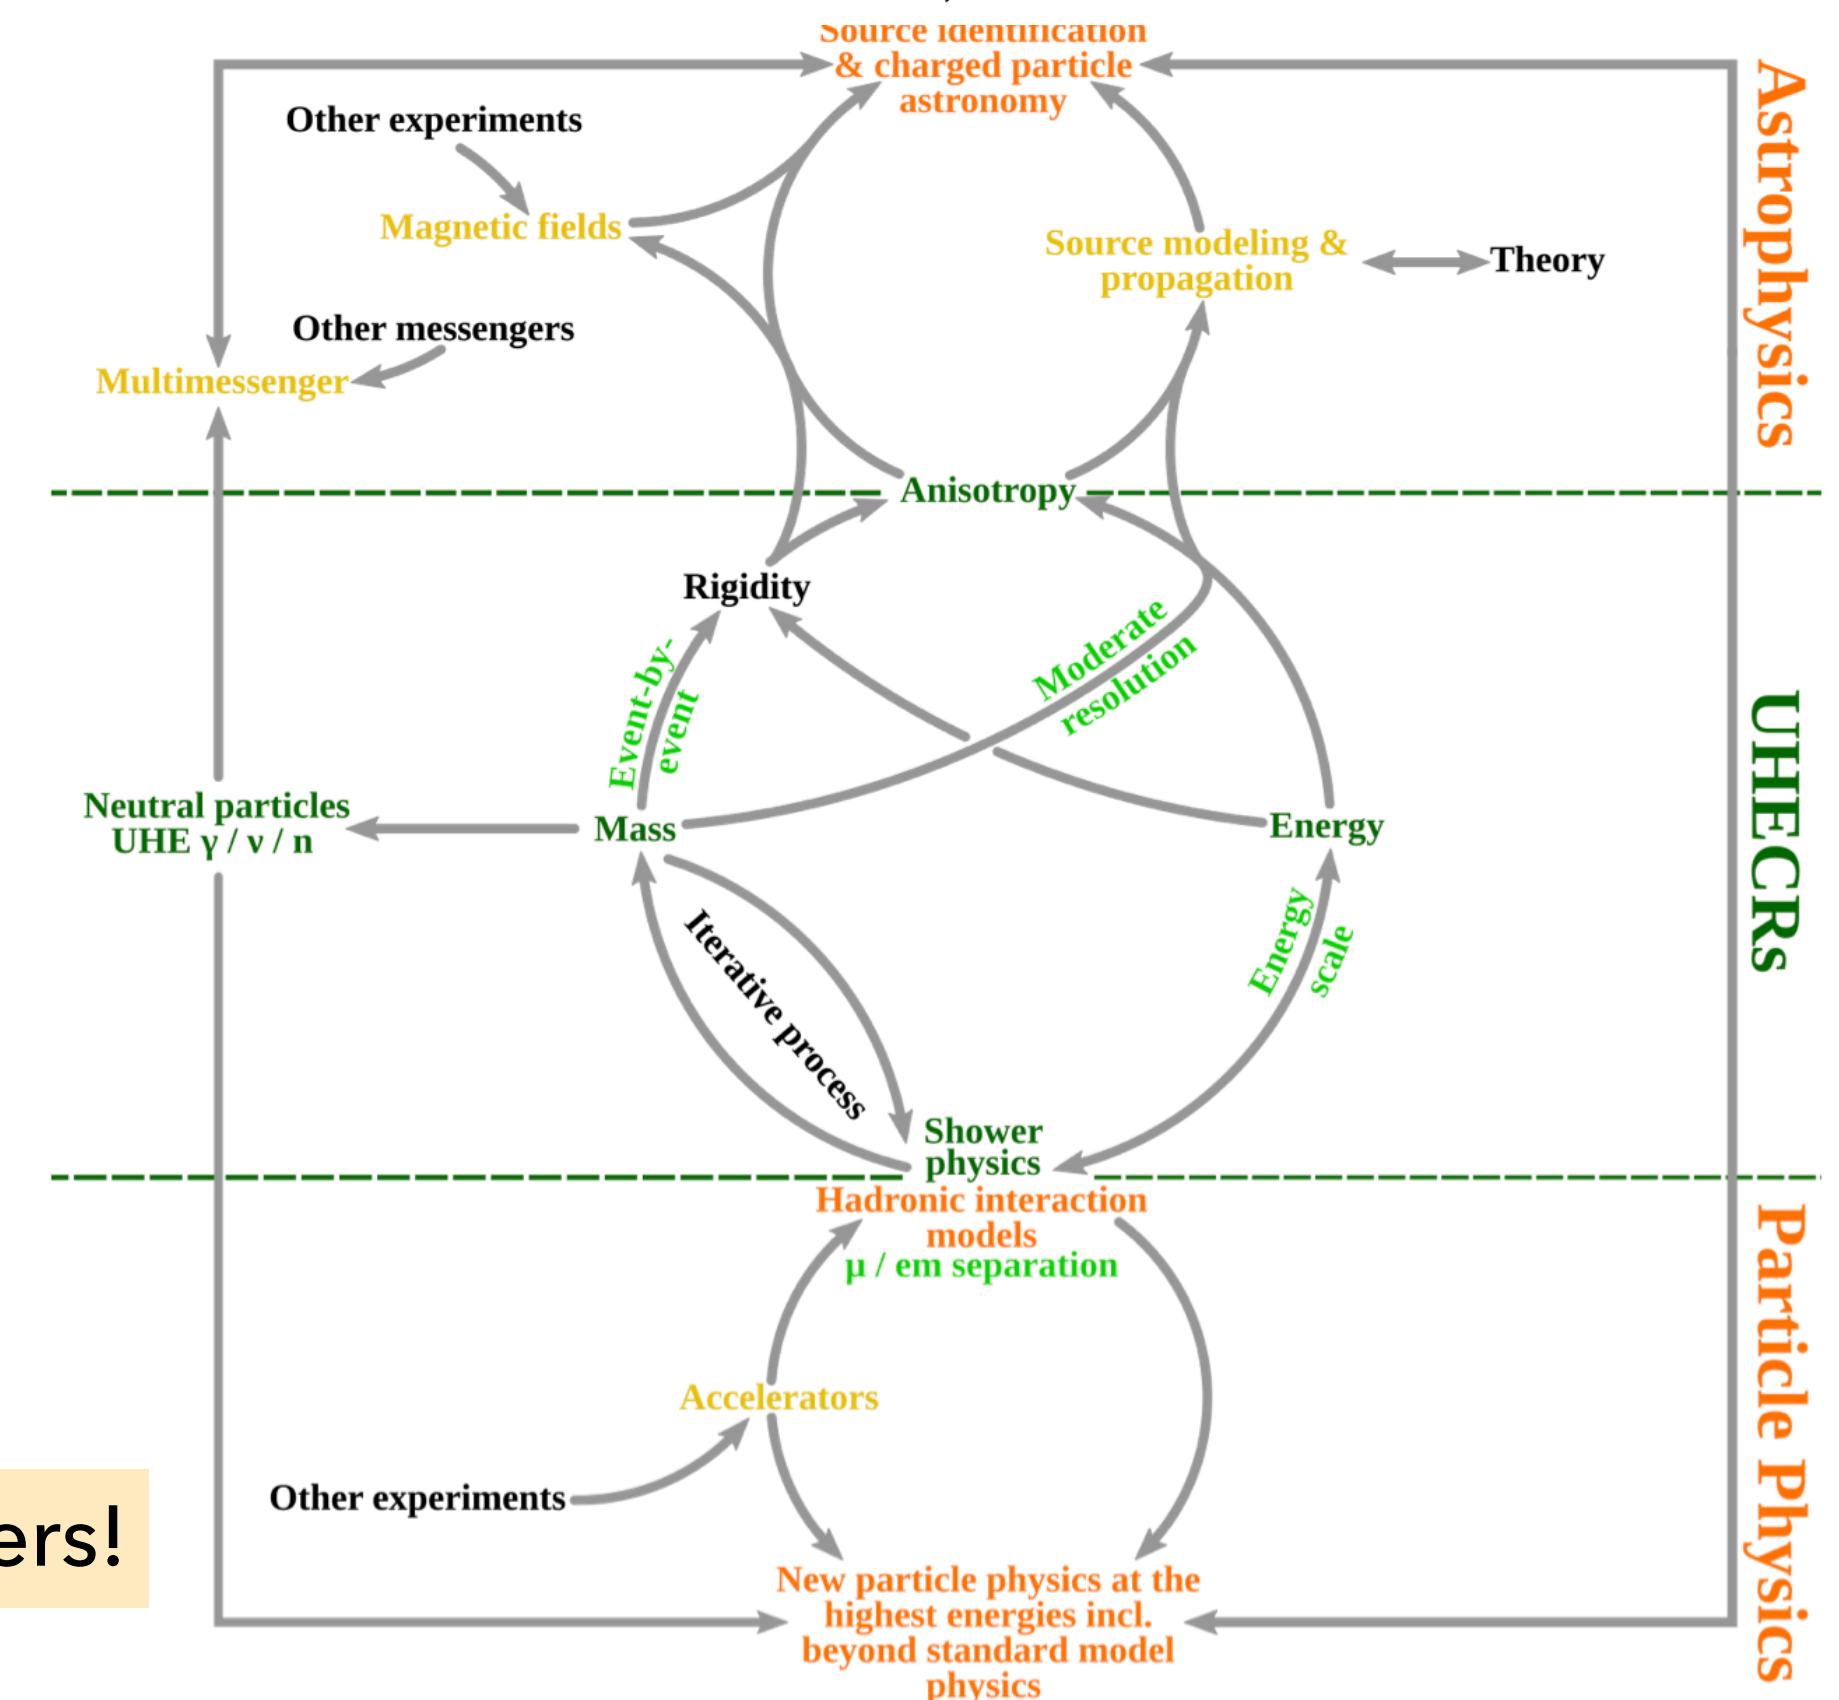 Source identification
& charged particle
astronomy
Other experiments
Magnetic fields
Source modeling &
propagation
Theory
Other messengers
Multimessenger
Astrophysics
Anisotropy
Rigidity
Event-by-
event
Moderate
resolution
Neutral particles
UHE γ / ν / n
Mass
Energy
UHECRs
Iterative process
Energy
scale
Shower
physics
Hadronic interaction
models
μ / em separation
Accelerators
Other experiments
Particle Physics
ers!
New particle physics at the
highest energies incl.
beyond standard model
physics